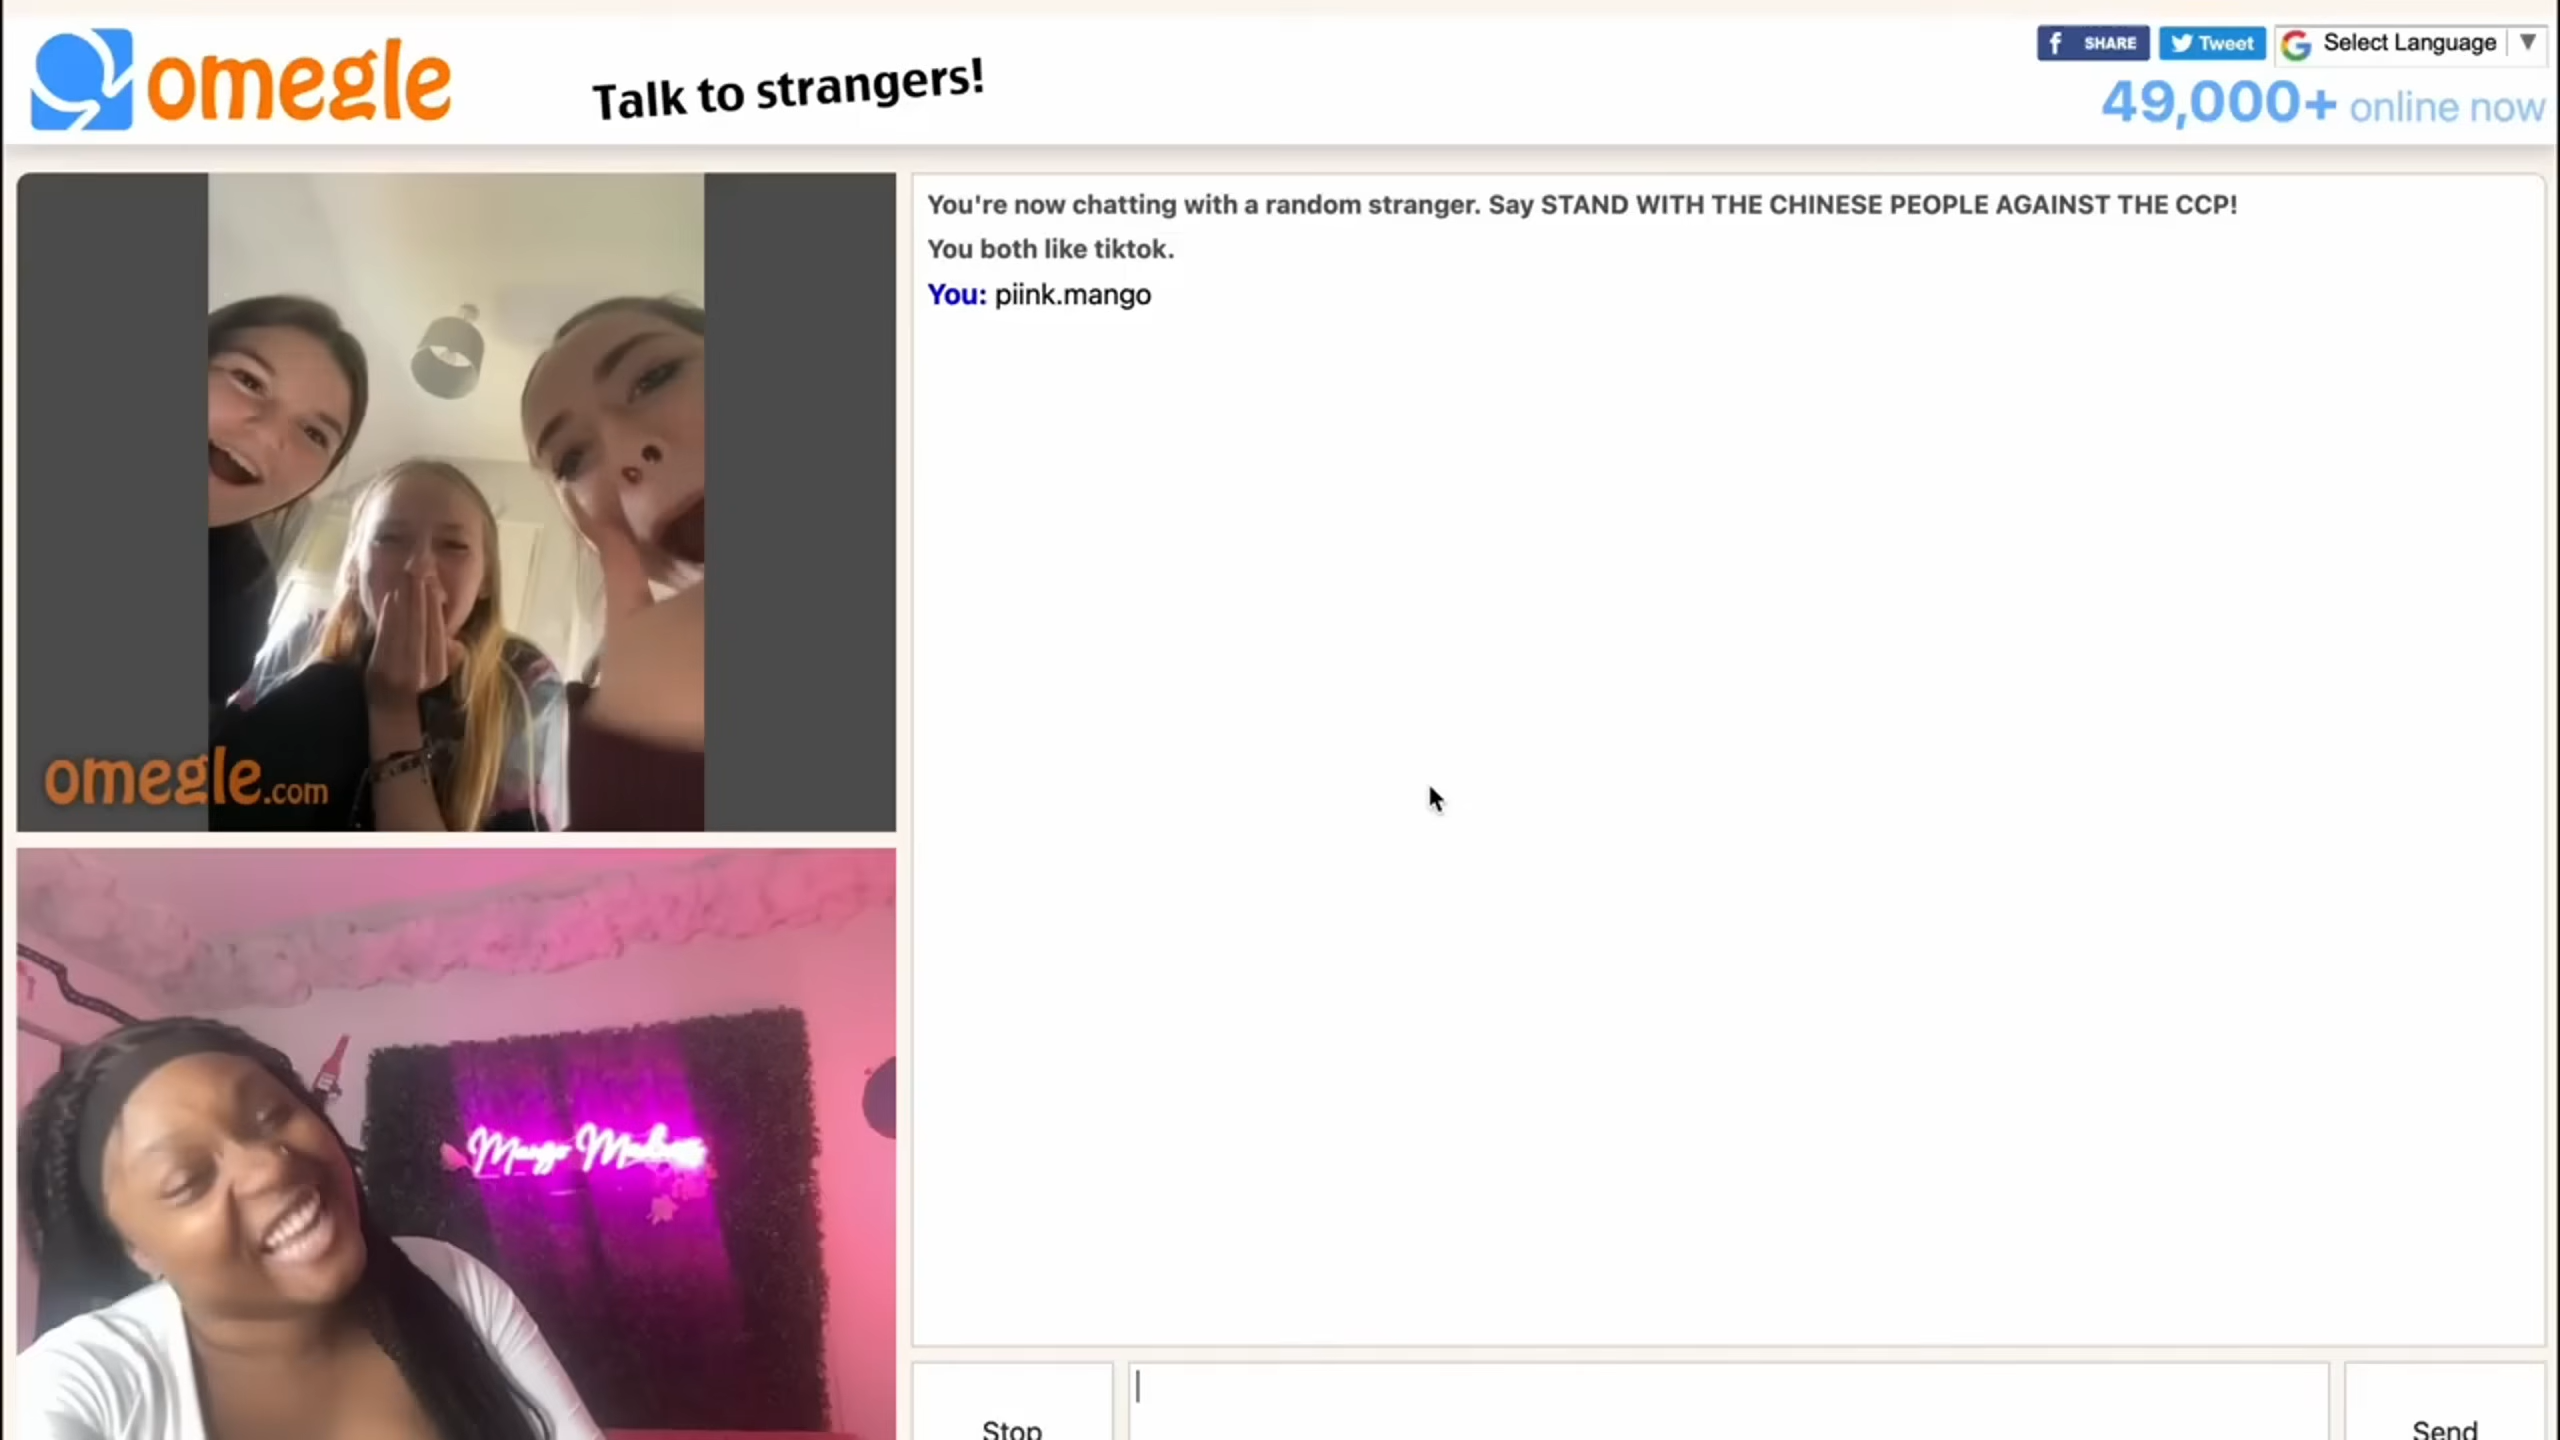 omegle
Talk to strangers!
SHARE
Tweet
Select Language
49,000+ online now
You're now chatting with a random stranger. Say STAND WITH THE CHINESE PEOPLE AGAINST THE CCP!
You both like tiktok.
You: piink.mango
omegle.com
Mango
Stop
Send